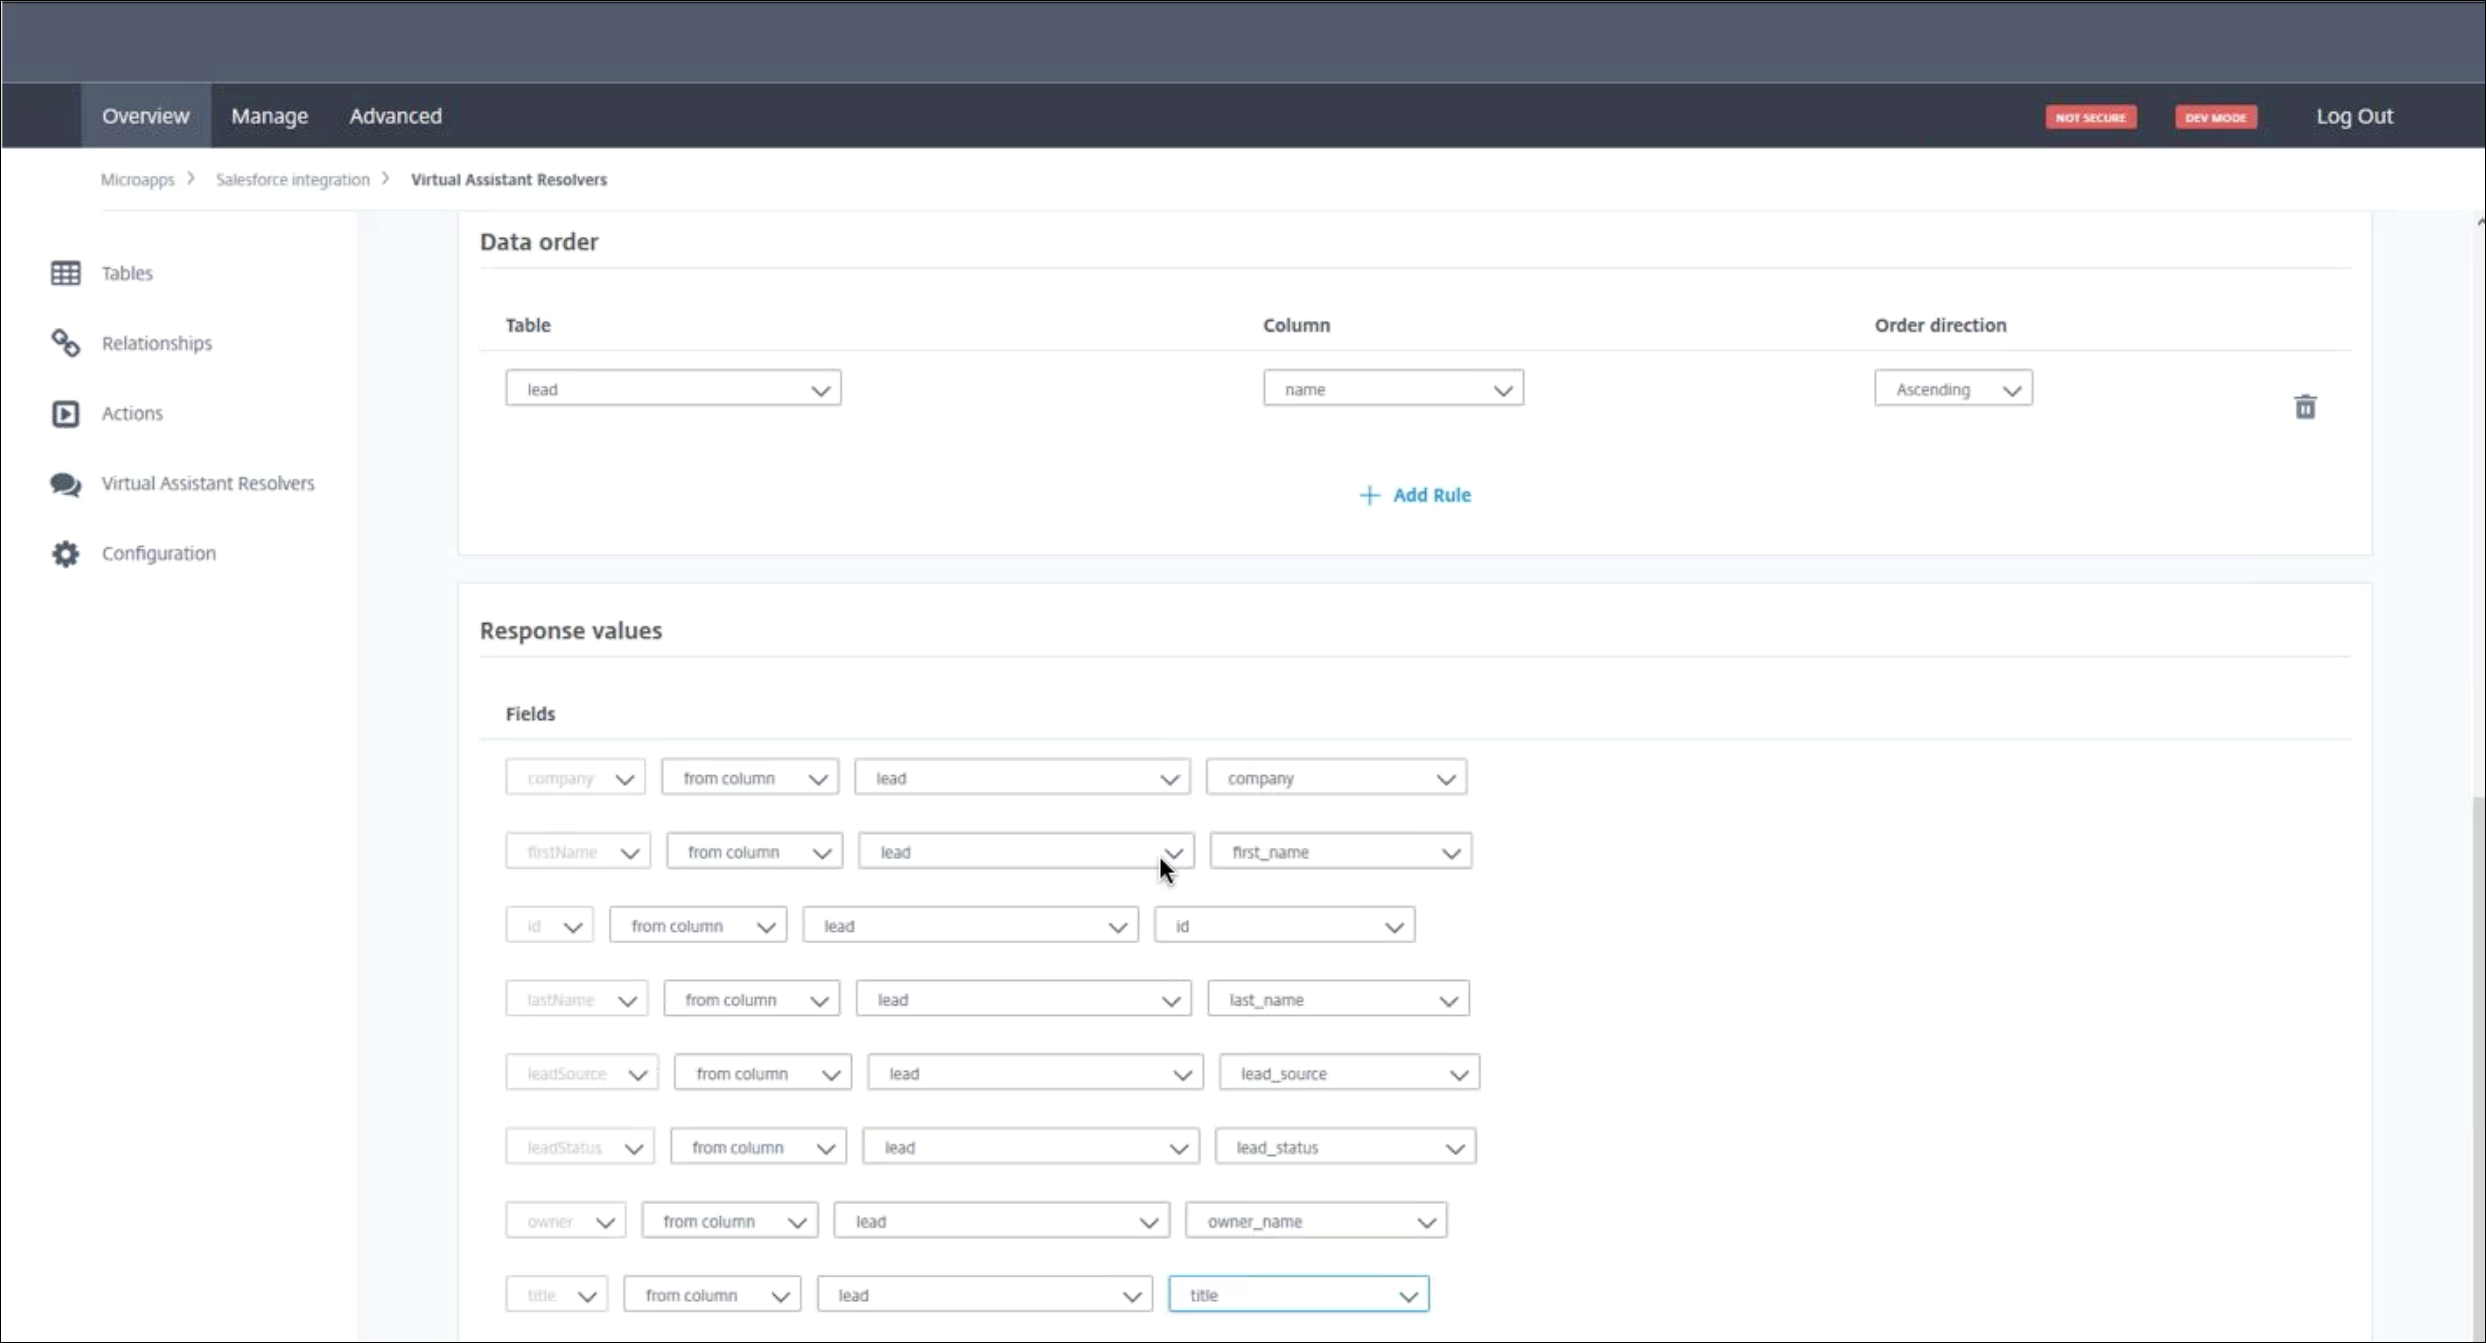 Overview Manage Advanced NOT SECURE DEV MODE Log Out
Microapps Salesforce integration Virtual Assistant Resolvers
Tables
Relationships
Actions
Virtual Assistant Resolvers
Configuration
Data order
Table Column Order direction
lead name Ascending
Add Rule
Response values
Fields
company from column lead company
firstName from column lead first_name
id from column lead id
lastName from column lead last_name
leadSource from column lead lead_source
leadStatus from column lead lead_status
owner from column lead owner_name
title from column lead title